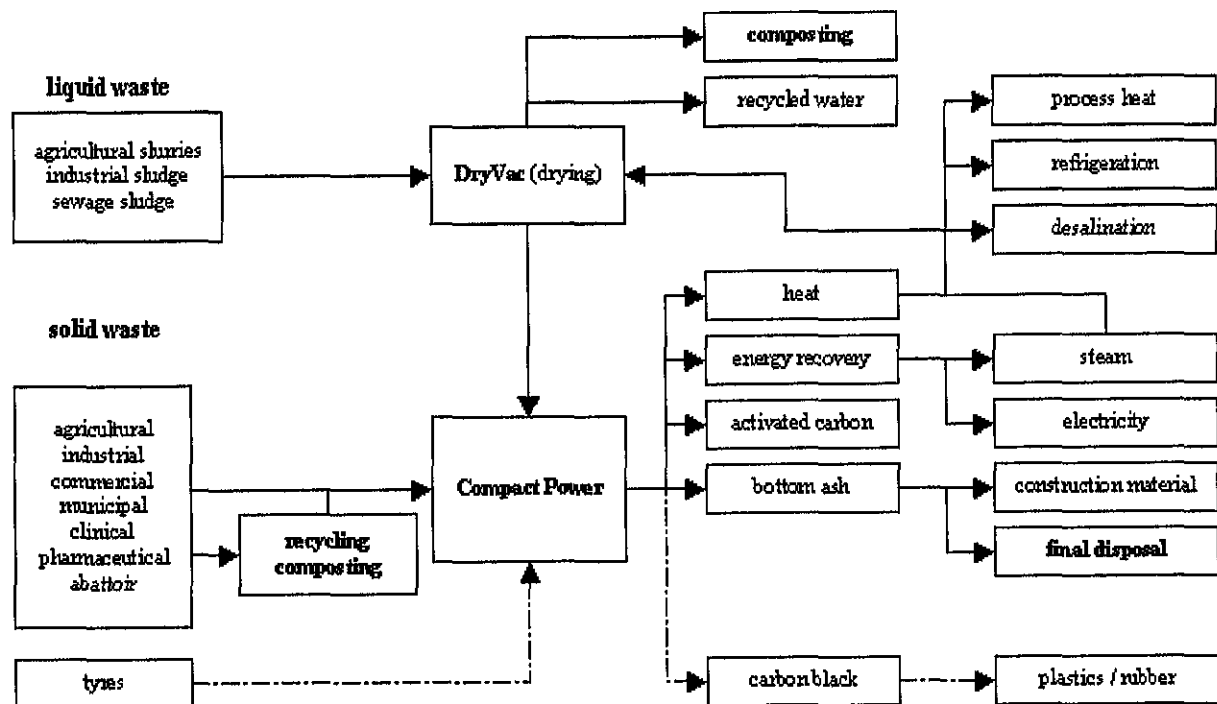 composting
liquid waste
recycled water
process heat
agricultural slurries
industrial sludge
sewage sludge
DryVac (drying)
refrigeration
desalination
heat
solid waste
energy recovery
steam
agricultural
industrial
commercial
municipal
clinical
pharmaceutical
abattoir
activated carbon
electricity
Compact Power
bottom ash
construction material
recycling
composting
final disposal
tyres
carbon black
plastics / rubber